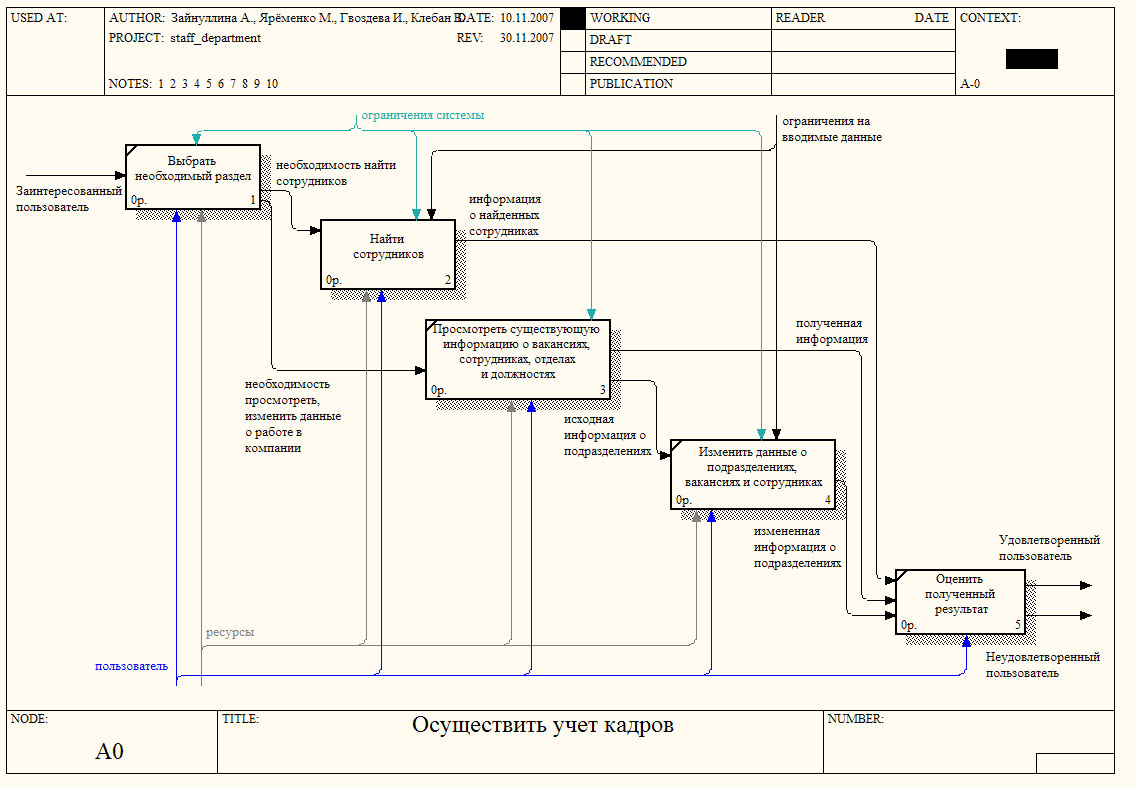 USED AT:
AUTHOR: Зайнуллина А., Ярёменко М., Гвоздева И., Клебан В.
DATE: 10.11.2007
PROJECT: staff_department
REV: 30.11.2007
NOTES: 1 2 3 4 5 6 7 8 9 10
WORKING
DRAFT
RECOMMENDED
PUBLICATION
READER
DATE
CONTEXT:
A-0
ограничения системы
ограничения на
вводимые данные
Заинтересованный
пользователь
Выбрать
необходимый раздел
0р.
1
необходимость найти
сотрудников
информация
о найденных
сотрудниках
Найти
сотрудников
0р.
2
полученная
информация
Просмотреть существующую
информацию о вакансиях,
сотрудниках, отделах
и должностях
0р.
3
необходимость
просмотреть,
изменить данные
о работе в
компании
исходная
информация о
подразделениях
Изменить данные о
подразделениях,
вакансиях и сотрудниках
0р.
4
измененная
информация о
подразделениях
Удовлетворенный
пользователь
Оценить
полученный
результат
0р.
5
Неудовлетворенный
пользователь
ресурсы
пользователь
NODE:
A0
TITLE:
Осуществить учет кадров
NUMBER: